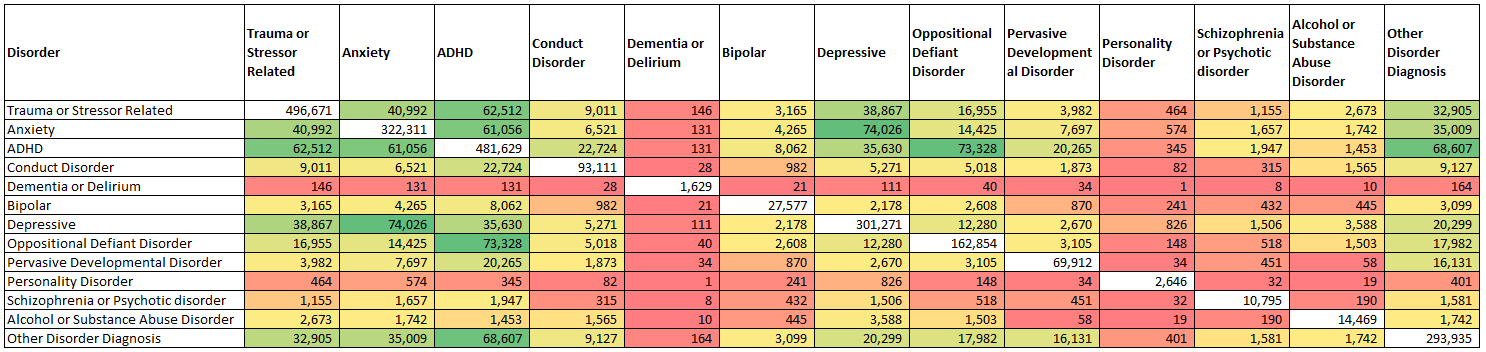 Disorder Trauma or Stressor Related Anxiety ADHD Conduct Disorder Dementia or Delirium Bipolar Depressive Oppositional Defiant Disorder Pervasive Development al Disorder Personality Disorder Schizophrenia or Psychotic disorder Alcohol or Substance Abuse Disorder Other Disorder Diagnosis
Trauma or Stressor Related 496,671 40,992 62,512 9,011 146 3,165 38,867 16,955 3,982 464 1,155 2,673 32,905
Anxiety 40,992 322,311 61,056 6,521 131 4,265 74,026 14,425 7,697 574 1,657 1,742 35,009
ADHD 62,512 61,056 481,629 22,724 131 8,062 35,630 73,328 20,265 345 1,947 1,453 68,607
Conduct Disorder 9,011 6,521 22,724 93,111 28 982 5,271 5,018 1,873 82 315 1,565 9,127
Dementia or Delirium 146 131 131 28 1,629 21 111 40 34 1 8 10 164
Bipolar 3,165 4,265 8,062 982 21 27,577 2,178 2,608 870 241 432 445 3,099
Depressive 38,867 74,026 35,630 5,271 111 2,178 301,271 12,280 2,670 826 1,506 3,588 20,299
Oppositional Defiant Disorder 16,955 14,425 73,328 5,018 40 2,608 12,280 162,854 3,105 148 518 1,503 17,982
Pervasive Developmental Disorder 3,982 7,697 20,265 1,873 34 870 2,670 3,105 69,912 34 451 58 16,131
Personality Disorder 464 574 345 82 1 241 826 148 34 2,646 32 19 401
Schizophrenia or Psychotic disorder 1,155 1,657 1,947 315 8 432 1,506 518 451 32 10,795 190 1,581
Alcohol or Substance Abuse Disorder 2,673 1,742 1,453 1,565 10 445 3,588 1,503 58 19 190 14,469 1,742
Other Disorder Diagnosis 32,905 35,009 68,607 9,127 164 3,099 20,299 17,982 16,131 401 1,581 1,742 293,935